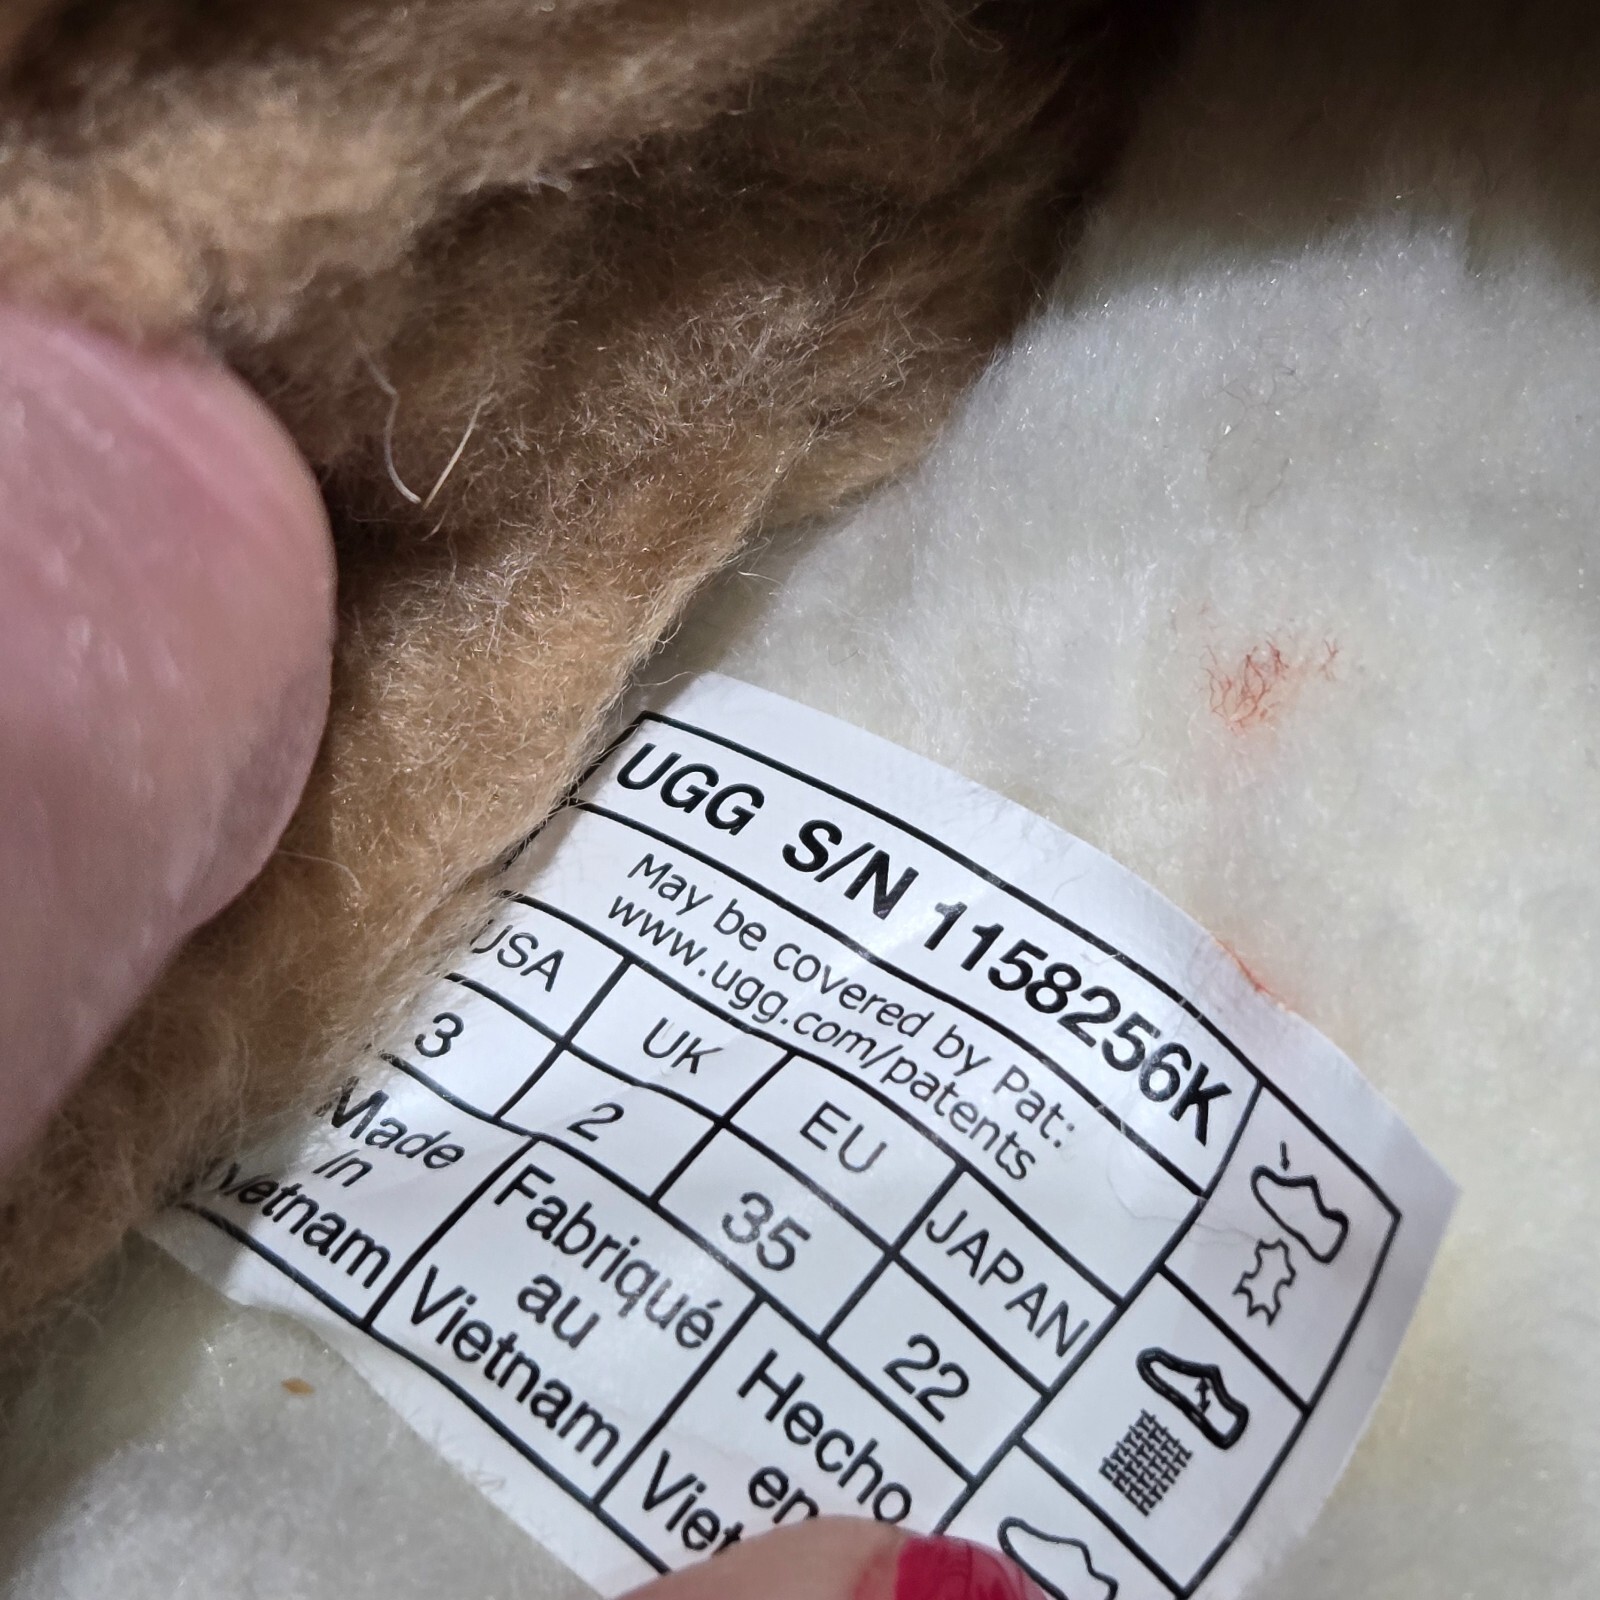 UGG S/N 1158256K
May be covered by Pat:
www.ugg.com/patents
USA UK EU JAPAN
3 2 35 22
Made in Vietnam
Fabriqué au Vietnam
Hecho en